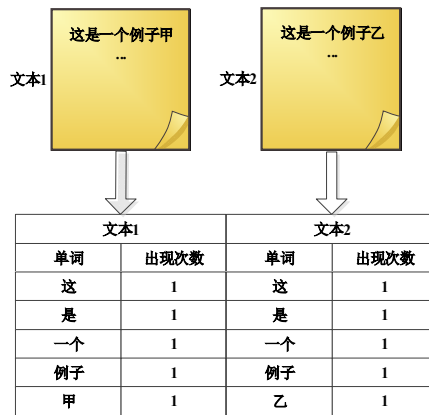 这是一个例子甲
...
文本1
这是一个例子乙
...
文本2
文本1 文本2
单词 出现次数 单词 出现次数
这 1 这 1
是 1 是 1
一个 1 一个 1
例子 1 例子 1
甲 1 乙 1